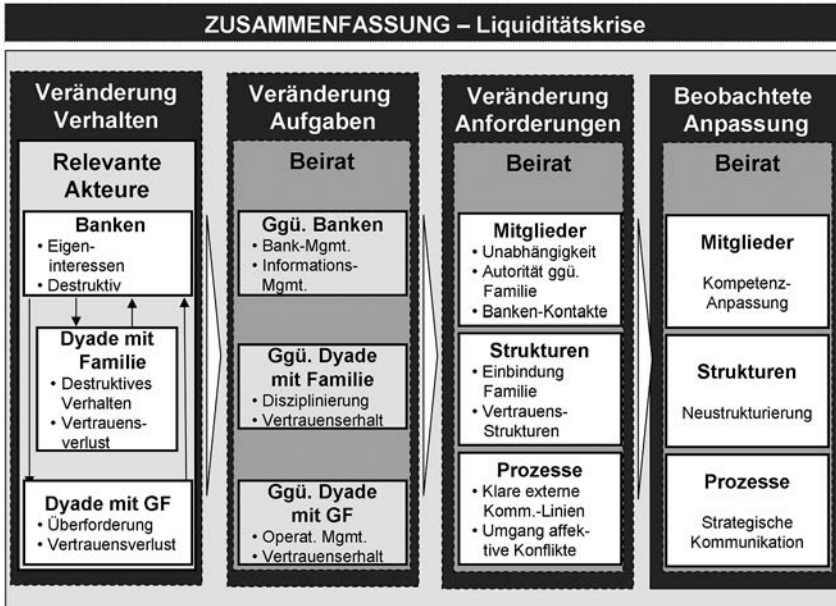 ZUSAMMENFASSUNG – Liquiditätskrise
Veränderung
Verhalten
Relevante
Akteure
Banken
• Eigen-
interessen
• Destruktiv
Dyade mit
Familie
• Destruktives
Verhalten
• Vertrauens-
verlust
Dyade mit GF
• Überforderung
• Vertrauensverlust
Veränderung
Aufgaben
Beirat
Ggü. Banken
• Bank-Mgmt.
• Informations-
Mgmt.
Ggü. Dyade
mit Familie
• Disziplinierung
• Vertrauenserhalt
Ggü. Dyade
mit GF
• Operat. Mgmt.
• Vertrauenserhalt
Veränderung
Anforderungen
Beirat
Mitglieder
• Unabhängigkeit
• Autorität ggü.
Familie
• Banken-Kontakte
Strukturen
• Einbindung
Familie
• Vertrauens-
Strukturen
Prozesse
• Klare externe
Komm.-Linien
• Umgang affek-
tive Konflikte
Beobachtete
Anpassung
Beirat
Mitglieder
Kompetenz-
Anpassung
Strukturen
Neustrukturierung
Prozesse
Strategische
Kommunikation